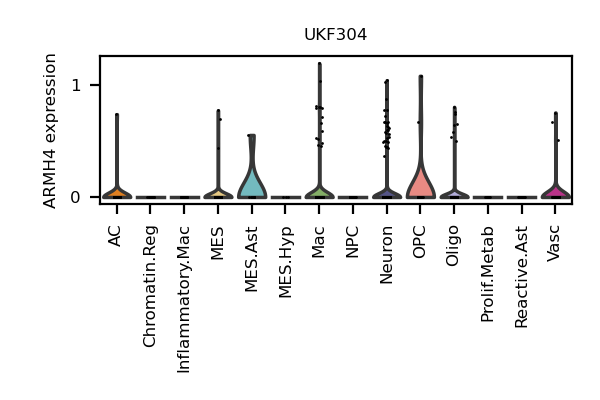 UKF304
ARMH4 expression
1
0
AC
Chromatin.Reg
Inflammatory.Mac
MES
MES.Ast
MES.Hyp
Mac
NPC
Neuron
OPC
Oligo
Prolif.Metab
Reactive.Ast
Vasc